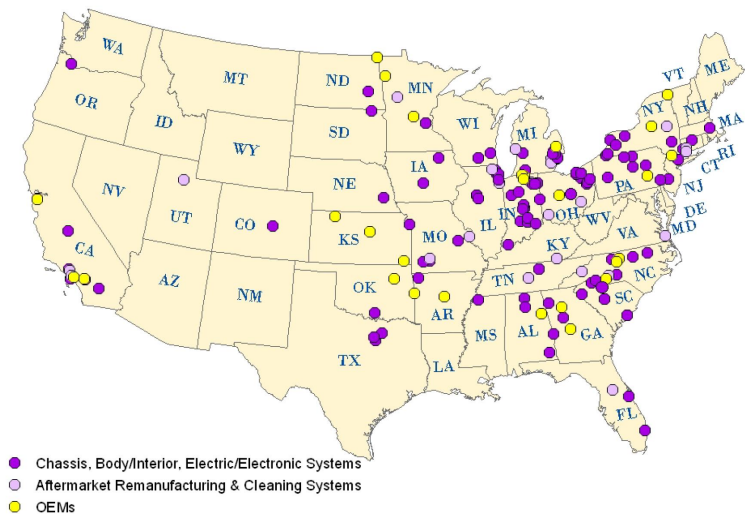 WA
MT
ND
MN
VT
ME
OR
ID
SD
WI
MI
NY
NH
MA
WY
IA
RI
CT
NV
NE
PA
NJ
UT
CO
IL
IN
OH
WV
DE
MD
CA
KS
MO
KY
VA
AZ
NM
OK
TN
NC
AR
SC
MS
AL
GA
TX
LA
FL
Chassis, Body/Interior, Electric/Electronic Systems
Aftermarket Remanufacturing & Cleaning Systems
OEMs